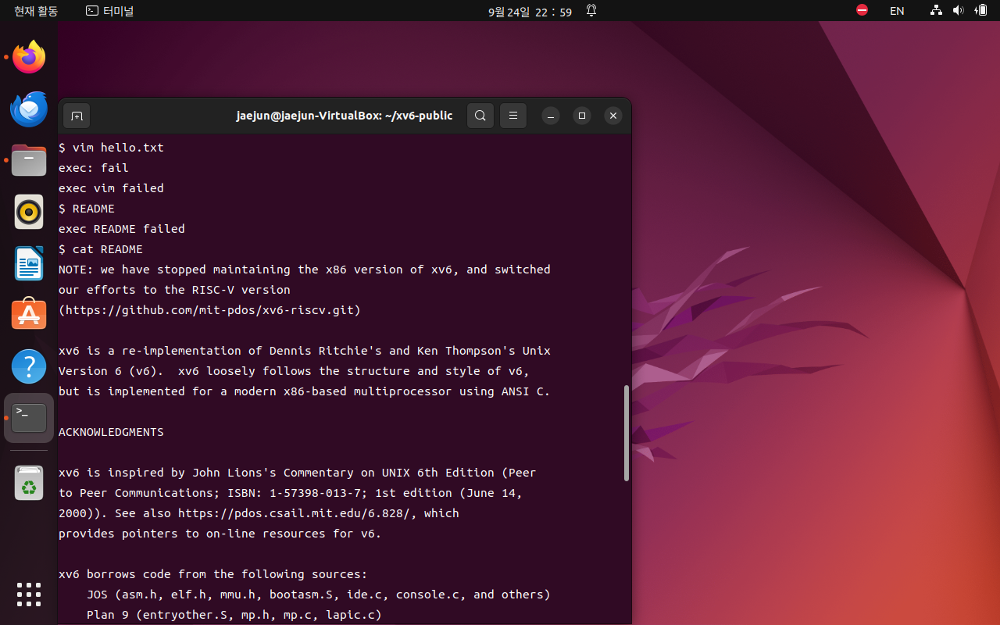 현재 활동 터미널 9월 24일 22 : 59 EN
jaejun@jaejun-VirtualBox: ~/xv6-public
$ vim hello.txt
exec: fail
exec vim failed
$ README
exec README failed
$ cat README
NOTE: we have stopped maintaining the x86 version of xv6, and switched
our efforts to the RISC-V version
(https://github.com/mit-pdos/xv6-riscv.git)
xv6 is a re-implementation of Dennis Ritchie's and Ken Thompson's Unix
Version 6 (v6).  xv6 loosely follows the structure and style of v6,
but is implemented for a modern x86-based multiprocessor using ANSI C.
ACKNOWLEDGMENTS
xv6 is inspired by John Lions's Commentary on UNIX 6th Edition (Peer
to Peer Communications; ISBN: 1-57398-013-7; 1st edition (June 14,
2000)). See also https://pdos.csail.mit.edu/6.828/, which
provides pointers to on-line resources for v6.
xv6 borrows code from the following sources:
    JOS (asm.h, elf.h, mmu.h, bootasm.S, ide.c, console.c, and others)
    Plan 9 (entryother.S, mp.h, mp.c, lapic.c)